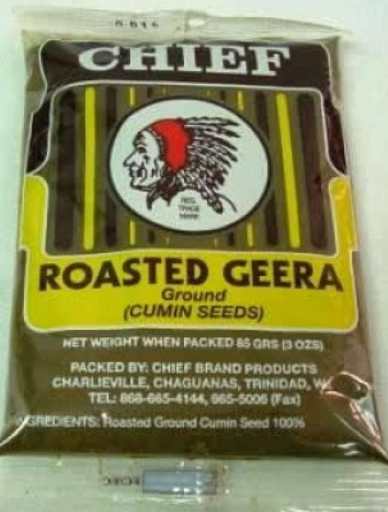 CHIEF
REG.
TRADE
MARK
ROASTED GEERA
Ground
(CUMIN SEEDS)
NET WEIGHT WHEN PACKED 85 GRS (3 OZS)
PACKED BY: CHIEF BRAND PRODUCTS
CHARLIEVILLE, CHAGUANAS, TRINIDAD, W
TEL: 868-665-4144, 665-5006 (Fax)
GREDIENTS: Roasted Ground Cumin Seed 100%